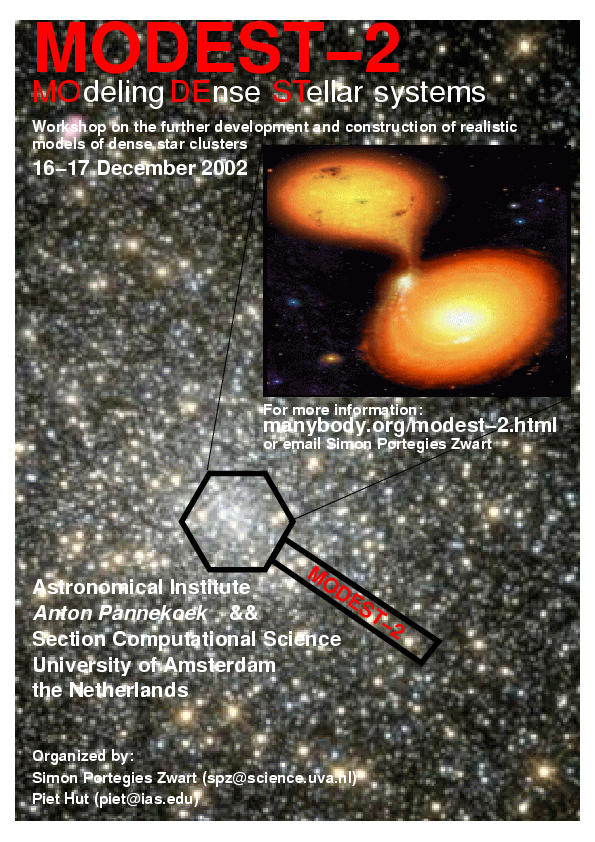 MODEST–2
MOdeling DEnse STellar systems
Workshop on the further development and construction of realistic
models of dense star clusters
16–17 December 2002
For more information:
manybody.org/modest–2.html
or email Simon Portegies Zwart
MODEST–2
Astronomical Institute
Anton Pannekoek &&
Section Computational Science
University of Amsterdam
the Netherlands
Organized by:
Simon Portegies Zwart (spz@science.uva.nl)
Piet Hut (piet@ias.edu)